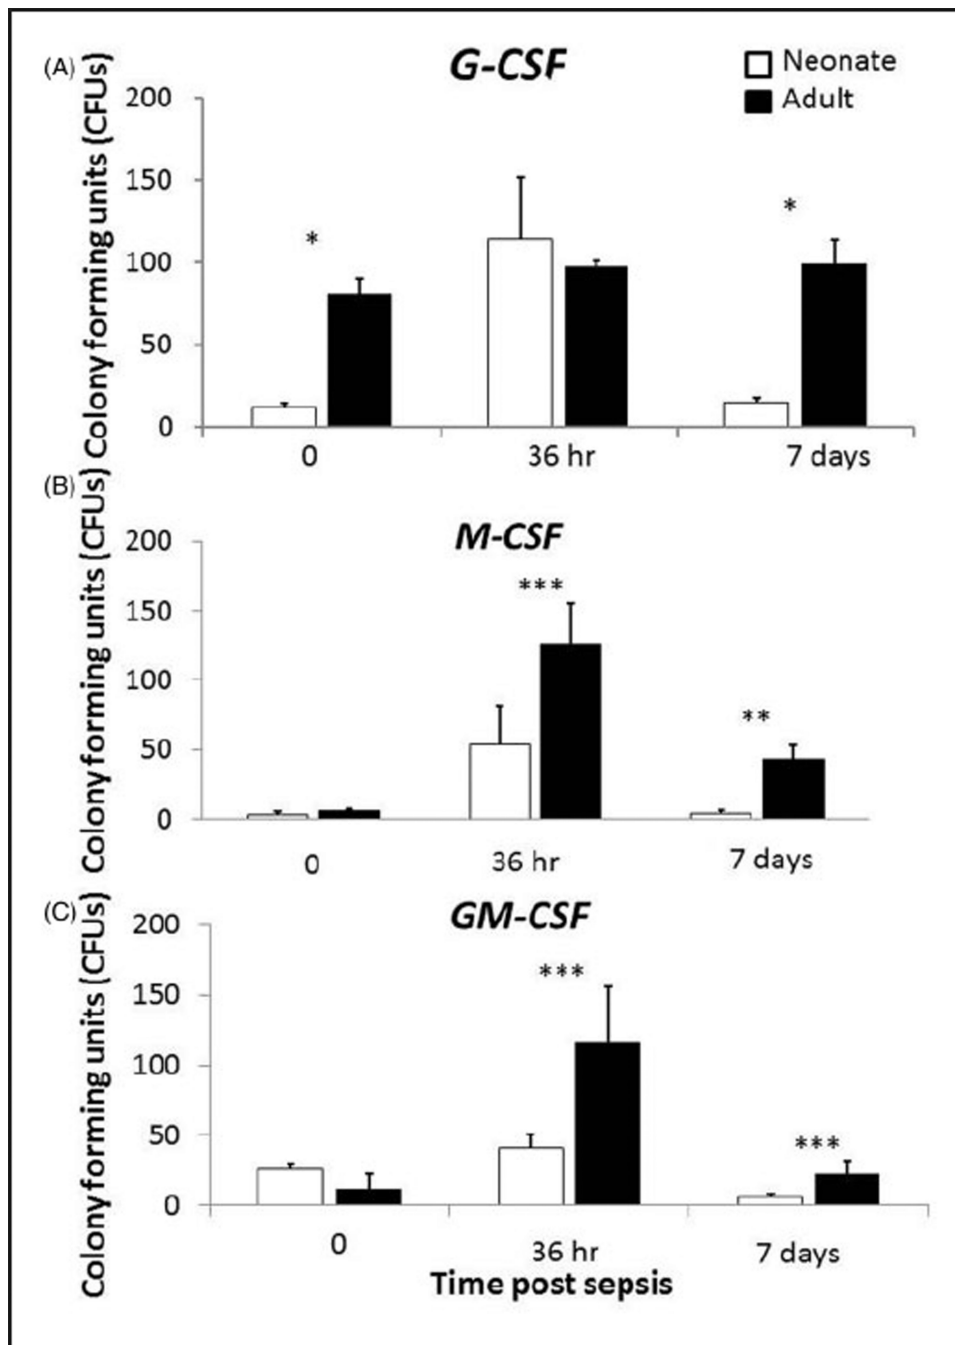 (A)
G-CSF
Neonate
Adult
Colony forming units (CFUs)
200
150
100
50
0
*
*
0
36 hr
7 days
(B)
M-CSF
Colony forming units (CFUs)
200
150
100
50
0
***
**
0
36 hr
7 days
(C)
GM-CSF
Colony forming units (CFUs)
200
150
100
50
0
***
***
0
36 hr
7 days
Time post sepsis